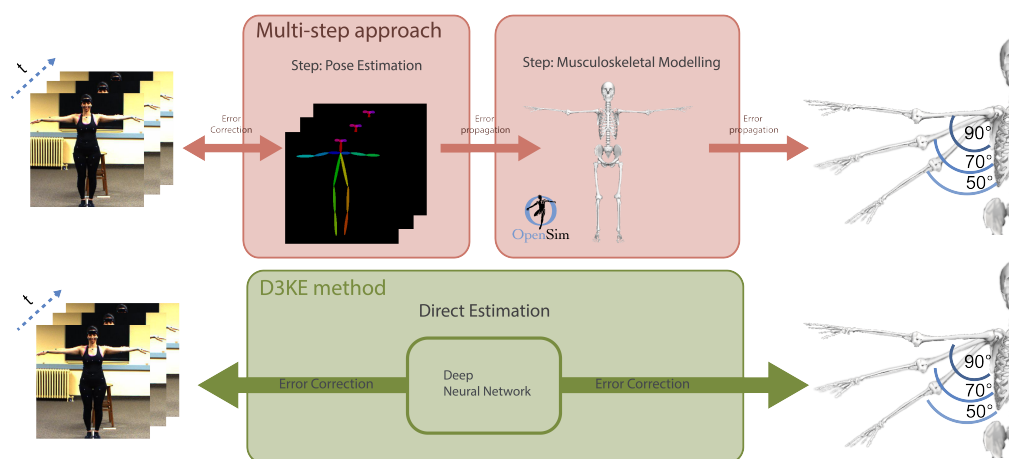 Multi-step approach
Step: Pose Estimation
Step: Musculoskeletal Modelling
t
Error
Correction
Error
propagation
Error
propagation
90°
70°
50°
OpenSim
D3KE method
Direct Estimation
t
Error Correction
Deep
Neural Network
Error Correction
90°
70°
50°